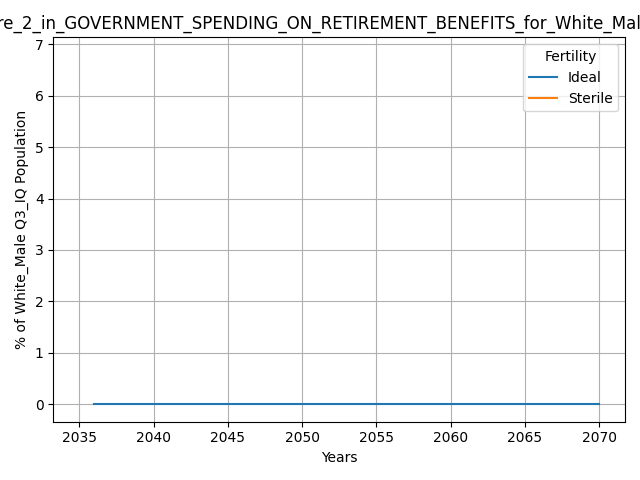 re_2_in_GOVERNMENT_SPENDING_ON_RETIREMENT_BENEFITS_for_White_Mal
7
6
5
4
3
2
1
0
% of White_Male Q3_IQ Population
Fertility
Ideal
Sterile
2035 2040 2045 2050 2055 2060 2065 2070
Years